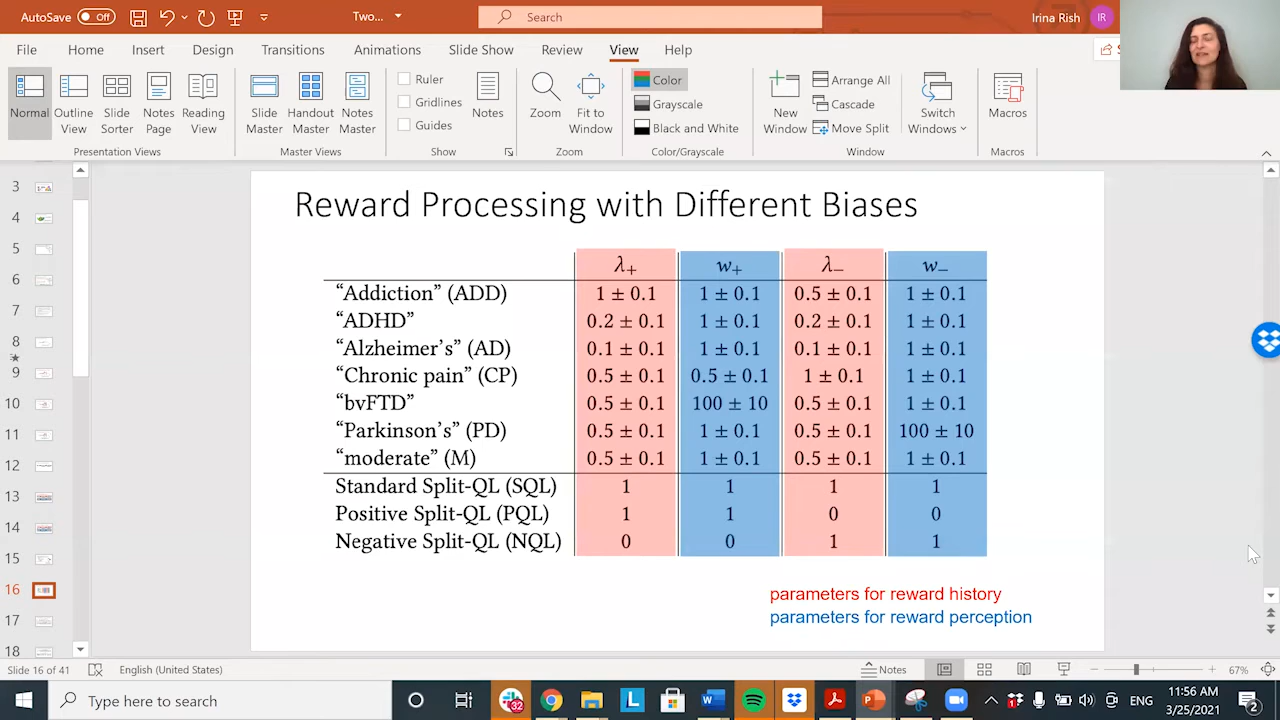 AutoSave Off Two... Search Irina Rish IR
File Home Insert Design Transitions Animations Slide Show Review View Help
Normal Outline View Slide Sorter Notes Page Reading View
Presentation Views
Slide Master Handout Master Notes Master
Master Views
Ruler
Gridlines
Guides
Notes
Show
Zoom Fit to Window
Zoom
Color
Grayscale
Black and White
Color/Grayscale
New Window
Arrange All
Cascade
Move Split
Switch Windows
Window
Macros
Macros
3
4
5
6
7
8
9
10
11
12
13
14
15
16
17
18
Reward Processing with Different Biases
λ+ w+ λ− w−
“Addiction” (ADD) 1 ± 0.1 1 ± 0.1 0.5 ± 0.1 1 ± 0.1
“ADHD” 0.2 ± 0.1 1 ± 0.1 0.2 ± 0.1 1 ± 0.1
“Alzheimer’s” (AD) 0.1 ± 0.1 1 ± 0.1 0.1 ± 0.1 1 ± 0.1
“Chronic pain” (CP) 0.5 ± 0.1 0.5 ± 0.1 1 ± 0.1 1 ± 0.1
“bvFTD” 0.5 ± 0.1 100 ± 10 0.5 ± 0.1 1 ± 0.1
“Parkinson’s” (PD) 0.5 ± 0.1 1 ± 0.1 0.5 ± 0.1 100 ± 10
“moderate” (M) 0.5 ± 0.1 1 ± 0.1 0.5 ± 0.1 1 ± 0.1
Standard Split-QL (SQL) 1 1 1 1
Positive Split-QL (PQL) 1 1 0 0
Negative Split-QL (NQL) 0 0 1 1
parameters for reward history
parameters for reward perception
Slide 16 of 41 English (United States) Notes 67%
Type here to search 32 L ENG 11:56 AM 3/25/2021 2